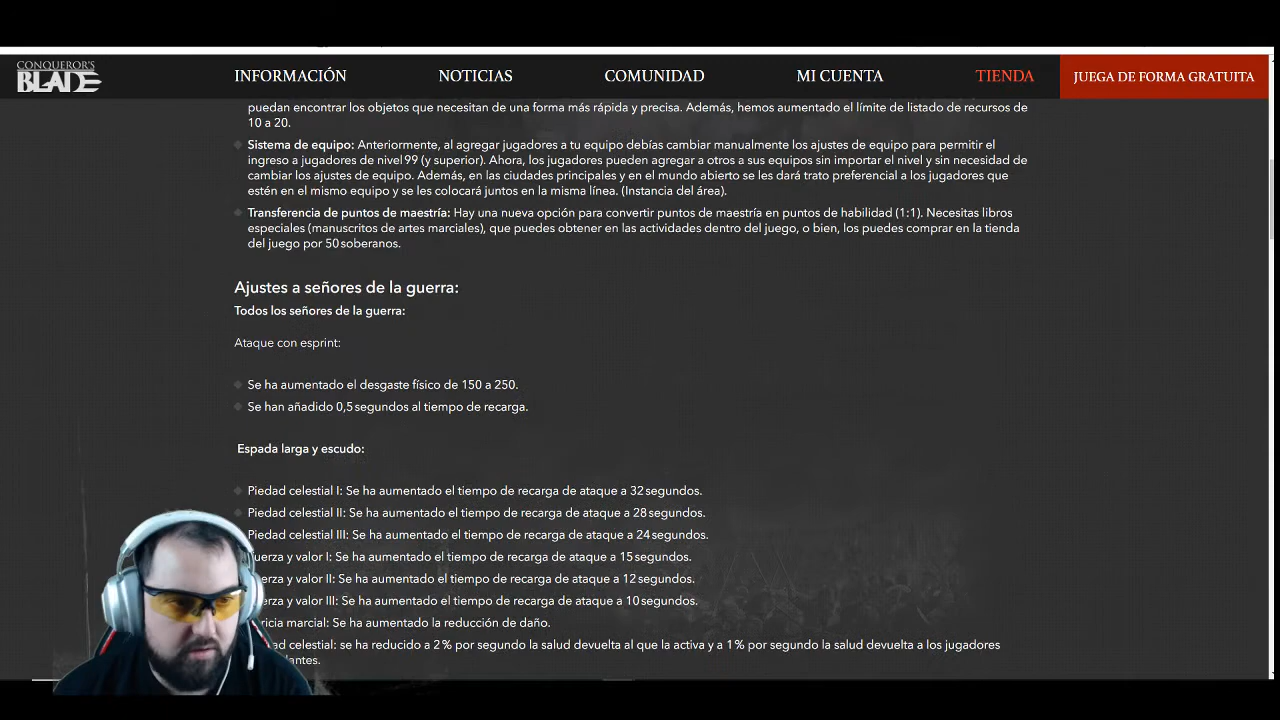 CONQUEROR'S
BLADE
INFORMACIÓN
NOTICIAS
COMUNIDAD
MI CUENTA
TIENDA
JUEGA DE FORMA GRATUITA
puedan encontrar los objetos que necesitan de una forma más rápida y precisa. Además, hemos aumentado el límite de listado de recursos de
10 a 20.
Sistema de equipo: Anteriormente, al agregar jugadores a tu equipo debías cambiar manualmente los ajustes de equipo para permitir el
ingreso a jugadores de nivel 99 (y superior). Ahora, los jugadores pueden agregar a otros a sus equipos sin importar el nivel y sin necesidad de
cambiar los ajustes de equipo. Además, en las ciudades principales y en el mundo abierto se les dará trato preferencial a los jugadores que
estén en el mismo equipo y se les colocará juntos en la misma línea. (Instancia del área).
Transferencia de puntos de maestría: Hay una nueva opción para convertir puntos de maestría en puntos de habilidad (1:1). Necesitas libros
especiales (manuscritos de artes marciales), que puedes obtener en las actividades dentro del juego, o bien, los puedes comprar en la tienda
del juego por 50 soberanos.
Ajustes a señores de la guerra:
Todos los señores de la guerra:
Ataque con esprint:
Se ha aumentado el desgaste físico de 150 a 250.
Se han añadido 0,5 segundos al tiempo de recarga.
Espada larga y escudo:
Piedad celestial I: Se ha aumentado el tiempo de recarga de ataque a 32 segundos.
Piedad celestial II: Se ha aumentado el tiempo de recarga de ataque a 28 segundos.
Piedad celestial III: Se ha aumentado el tiempo de recarga de ataque a 24 segundos.
uerza y valor I: Se ha aumentado el tiempo de recarga de ataque a 15 segundos.
erza y valor II: Se ha aumentado el tiempo de recarga de ataque a 12 segundos.
erza y valor III: Se ha aumentado el tiempo de recarga de ataque a 10 segundos.
ricia marcial: Se ha aumentado la reducción de daño.
ad celestial: se ha reducido a 2 % por segundo la salud devuelta al que la activa y a 1 % por segundo la salud devuelta a los jugadores
lantes.